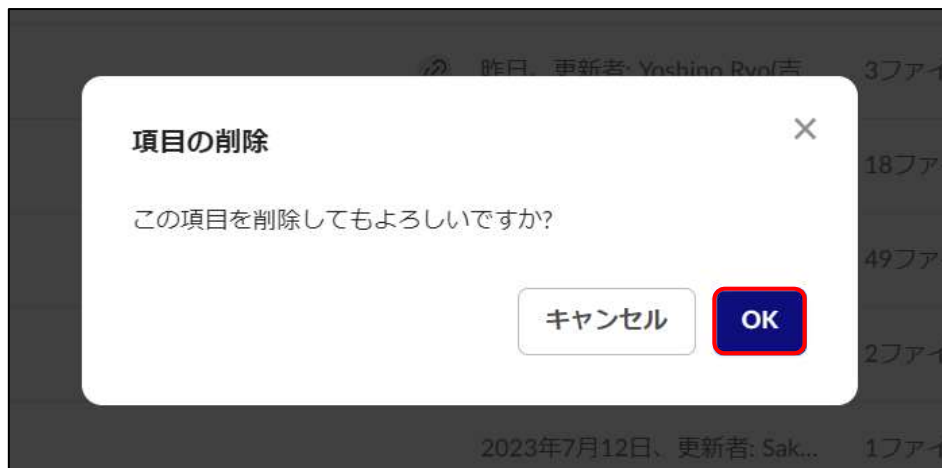 昨日、更新者: Yoshino Ryo(吉
3ファイ
項目の削除
18ファ
この項目を削除してもよろしいですか?
49ファ
キャンセル
OK
2ファイ
2023年7月12日、更新者: Sak...
1ファイ